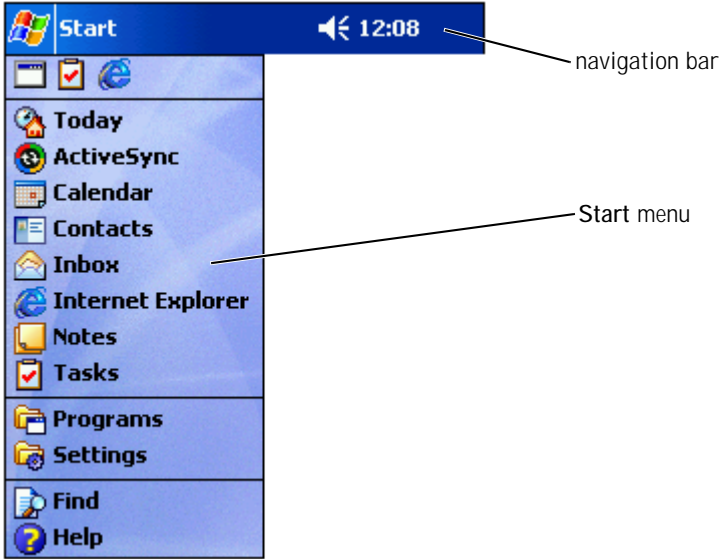 Start 12:08
navigation bar
Today
ActiveSync
Calendar
Contacts
Start menu
Inbox
Internet Explorer
Notes
Tasks
Programs
Settings
Find
Help